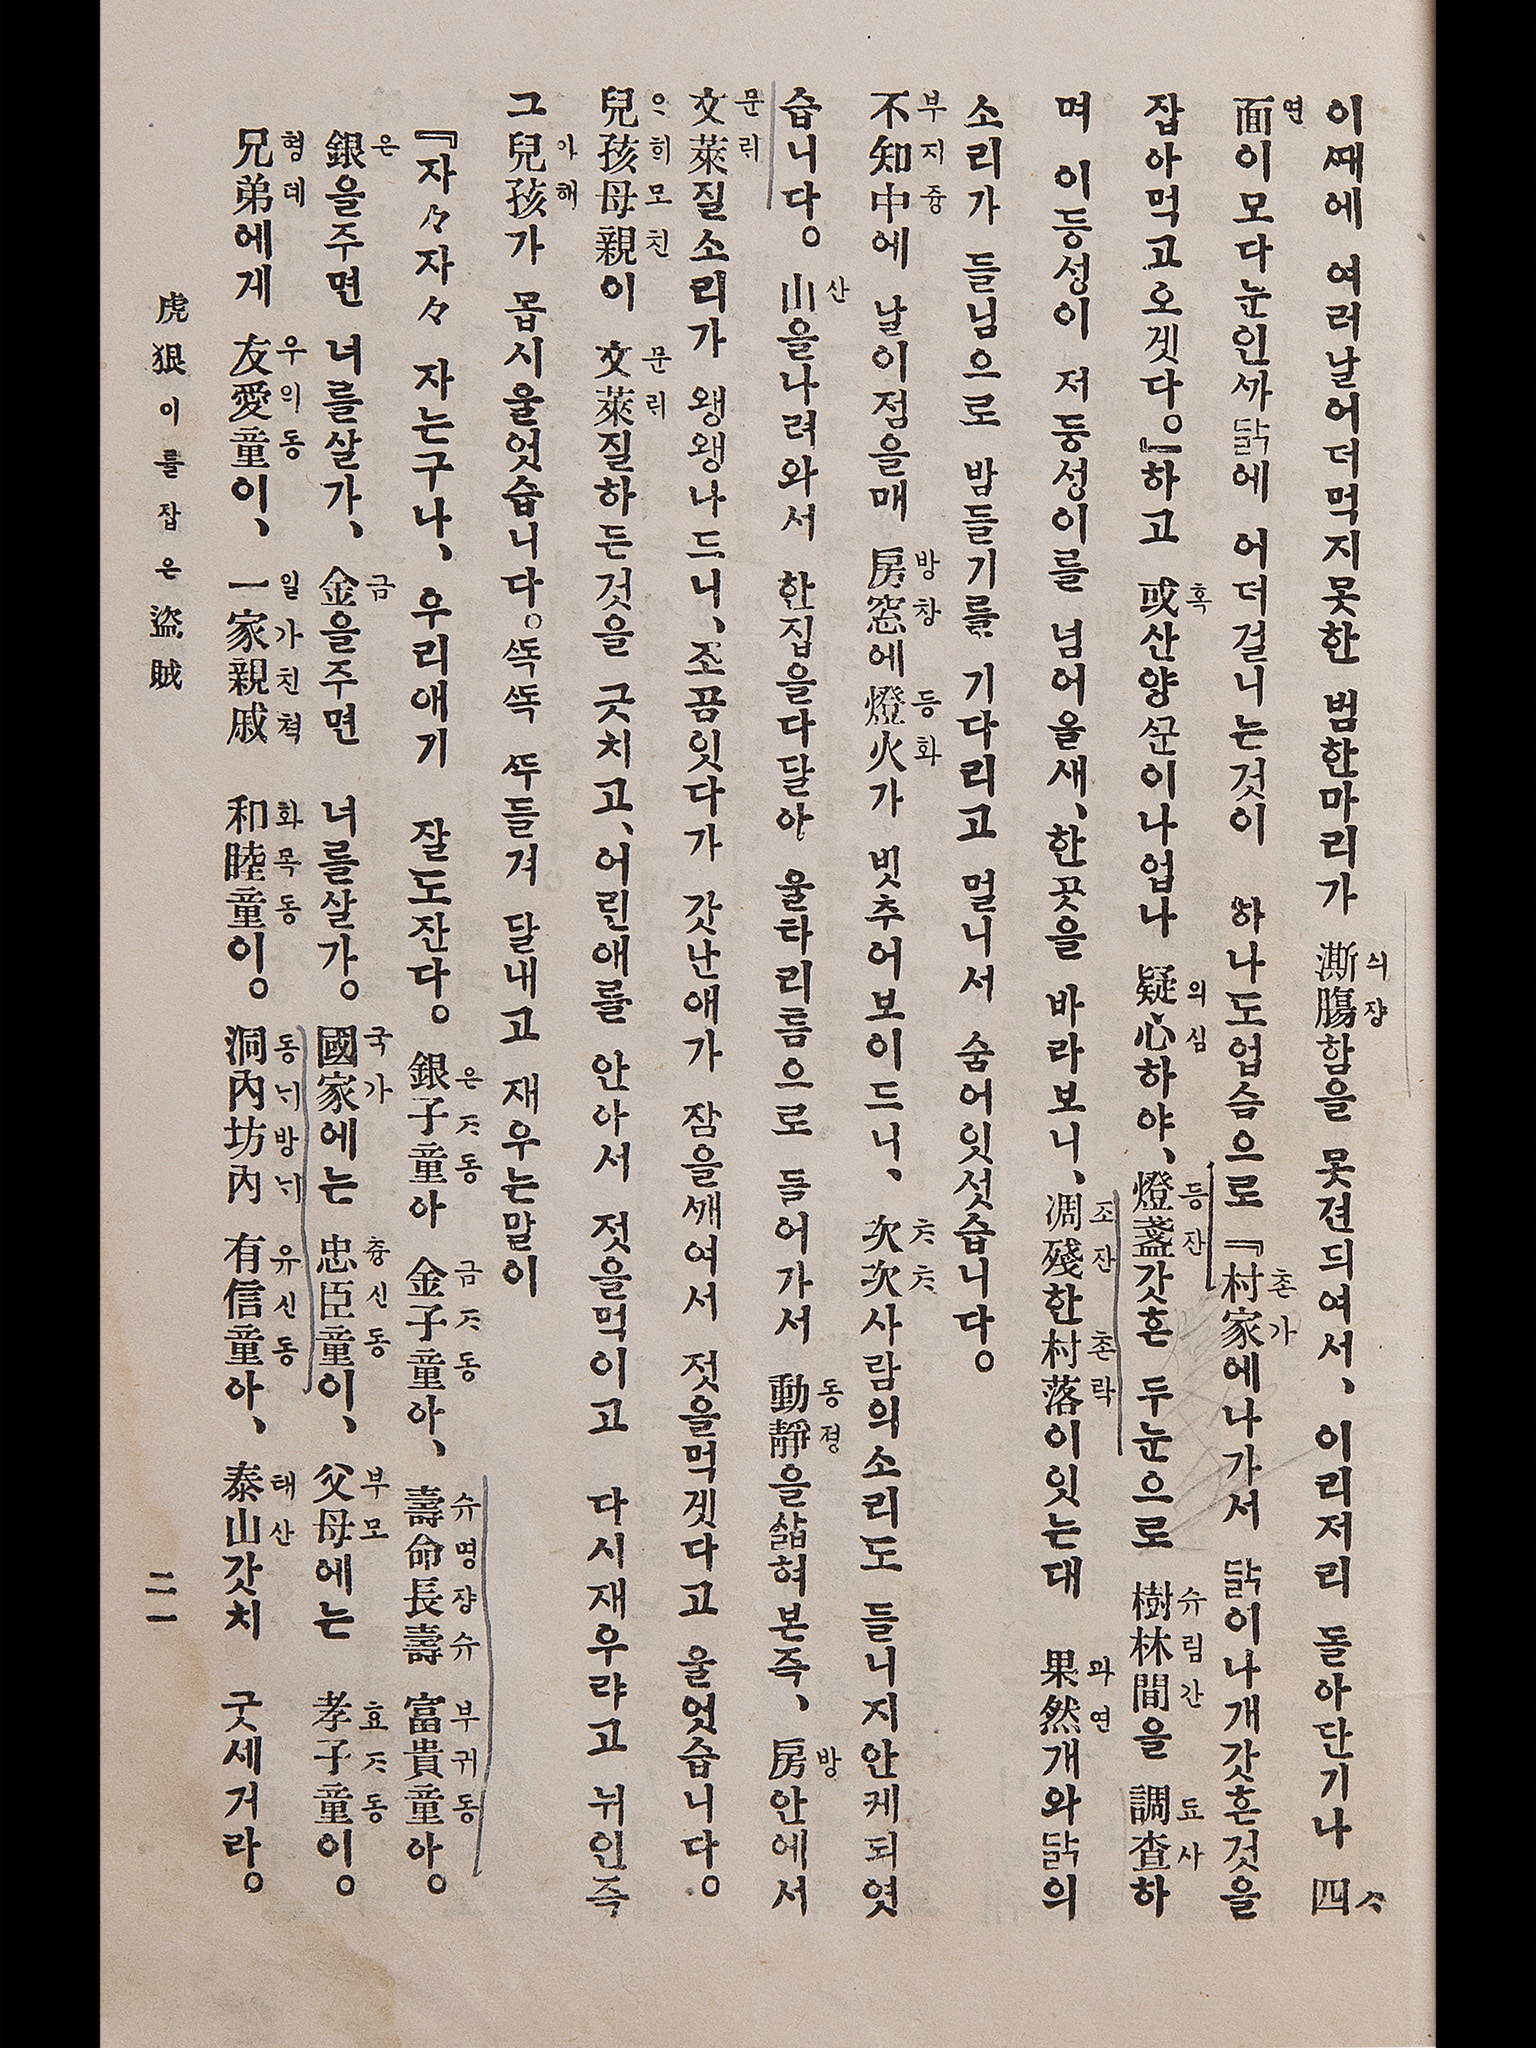 이ᄯᅢ에 여러날어더먹지못한 범한마리가 澌膓함을 못견듸여서、이리저리 돌아단기나 四
面이모다눈인ᄭᅡ닭에 어더걸니는것이 하나도업슴으로『村家에나가서 닭이나개갓흔것을
잡아먹고오겟다。』하고 或산양ᄭᅮᆫ이나업나 疑心하야、燈盞갓흔 두눈으로 樹林間을 調査하
며 이등성이 저등성이를 넘어올새、한곳을 바라보니、凋殘한村落이잇는대 果然개와닭의
소리가 들님으로 밤들기를 기다리고 멀니서 숨어잇섯습니다。
不知中에 날이점을매 房窓에燈火가 빗추어보이드니、次次사람의소리도 들니지안케되엿
습니다。山을나려와서 한집을다달아 울타리틈으로 들어가서 動靜을삷혀본즉、房안에서
文萊질소리가 왱왱나드니、조곰잇다가 갓난애가 잠을ᄭᅢ여서 젓을먹겟다고 울엇습니다。
兒孩母親이 文萊질하든것을 긋치고、어린애를 안아서 젓을먹이고 다시재우랴고 뉘인즉
그兒孩가 몹시울엇습니다。ᄯᅩᆨᄯᅩᆨ ᄯᅮ들겨 달내고 재우는말이
『자々자々 자는구나、우리애기 잘도잔다。銀子童아 金子童아、壽命長壽 富貴童아。
銀을주면 너를살가、金을주면 너를살가。國家에는 忠臣童이、父母에는 孝子童이。
兄弟에게 友愛童이、一家親戚 和睦童이。洞內坊內 有信童아、泰山갓치 굿세거라。
虎狼이를잡은盜賊
二一